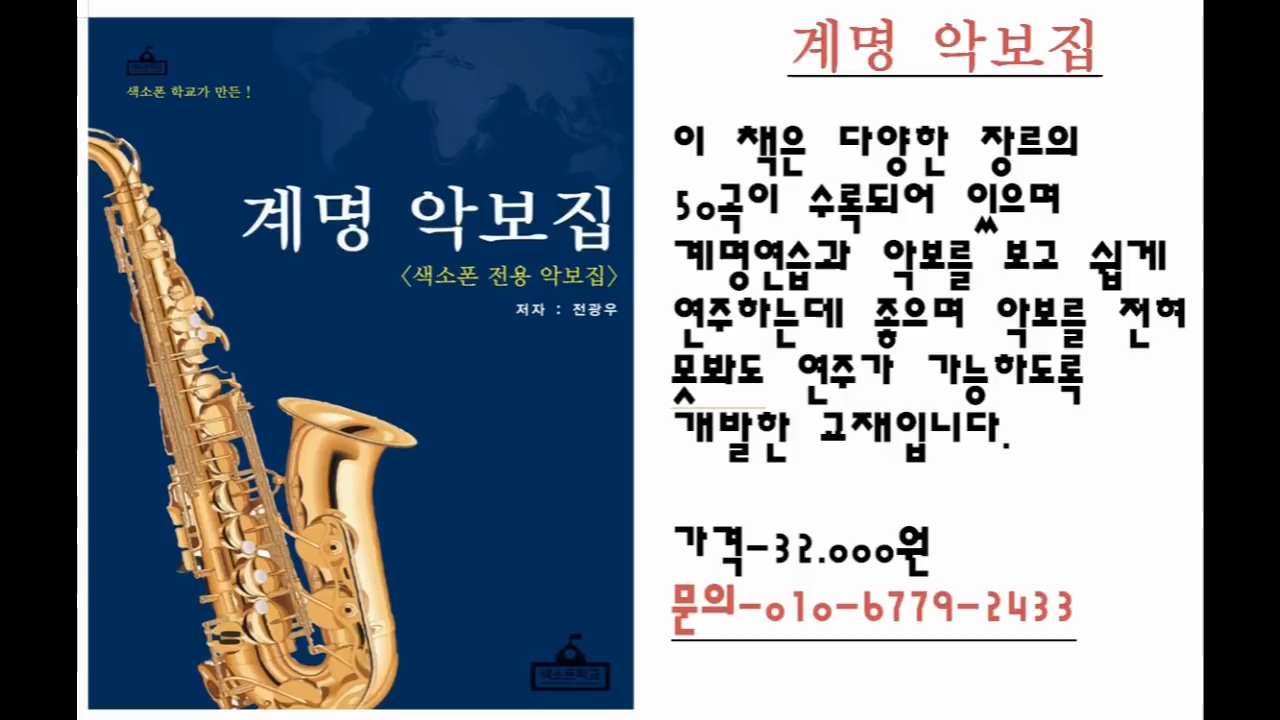 색소폰 학교가 만든!
계명 악보집
<색소폰 전용 악보집>
저자 : 전광우
색소폰학교
계명 악보집
이 책은 다양한 장르의
50곡이 수록되어 있으며
계명연습과 악보를 보고 쉽게
연주하는데 좋으며 악보를 전혀
못봐도 연주가 가능하도록
개발한 교재입니다.
가격-32.000원
문의-010-6779-2433